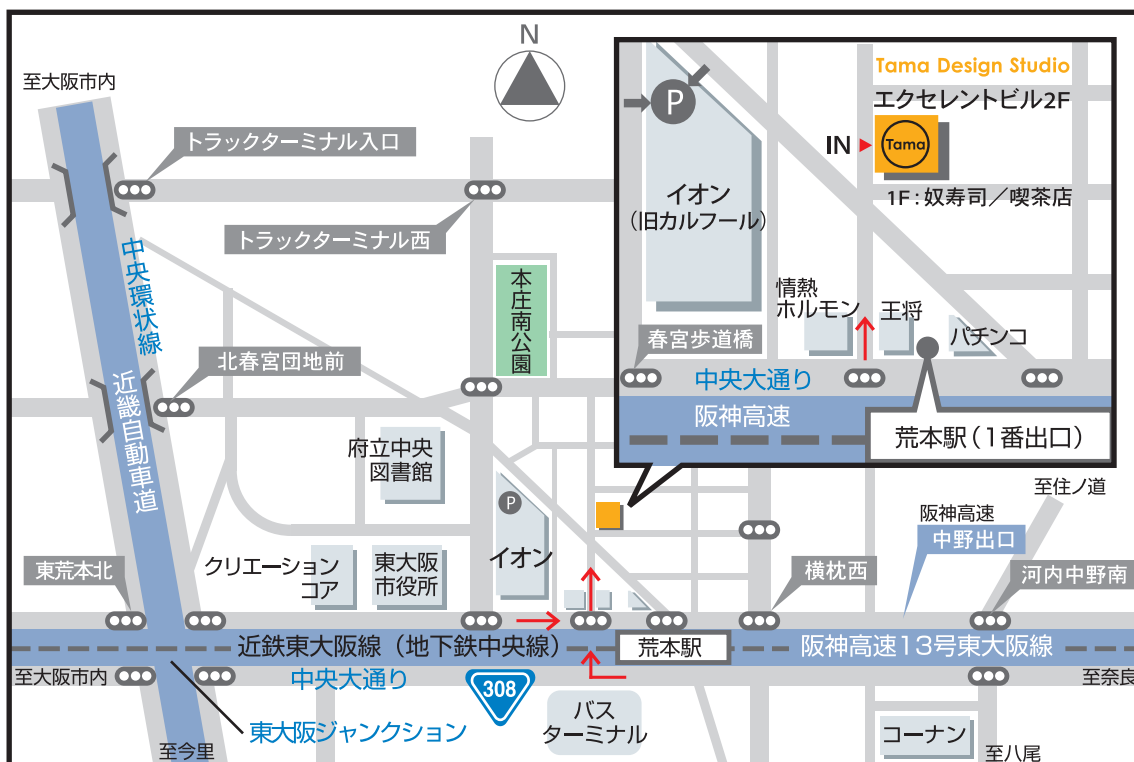 N
至大阪市内
トラックターミナル入口
トラックターミナル西
中央環状線
本庄南公園
北春宮団地前
近畿自動車道
府立中央
図書館
P
イオン
クリエーション
コア
東大阪
市役所
東荒本北
Tama Design Studio
エクセレントビル2F
P
IN
Tama
イオン
(旧カルフール)
1F:奴寿司/喫茶店
情熱
ホルモン
王将
パチンコ
春宮歩道橋
中央大通り
阪神高速
荒本駅(1番出口)
至住ノ道
阪神高速
中野出口
横枕西
河内中野南
近鉄東大阪線(地下鉄中央線)
荒本駅
阪神高速13号東大阪線
至大阪市内
中央大通り
308
至奈良
バス
ターミナル
東大阪ジャンクション
コーナン
至今里
至八尾